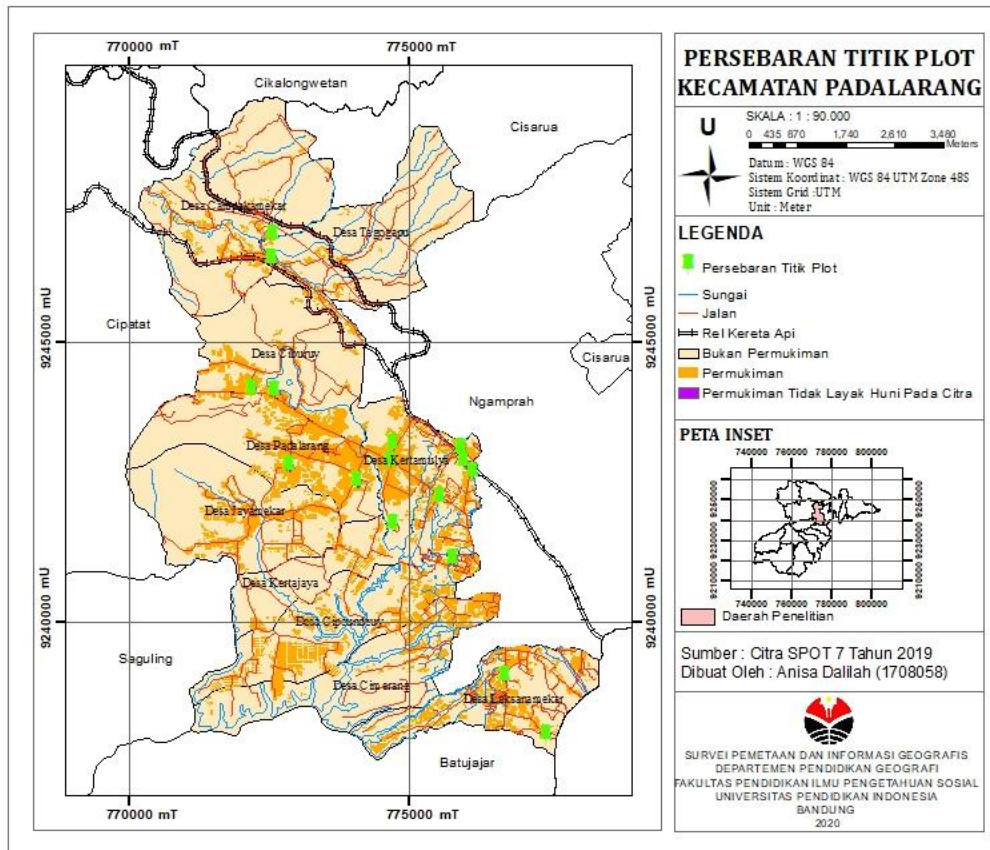 770000 mT
775000 mT
Cikalongwetan
Cisarua
Desa Tagogapu
Cipatat
9245000 mU
9245000 mU
Desa Ciburuy
Cisarua
Ngamprah
Desa Padalarang
Desa Kertamulya
Desa Jayamekar
Desa Kertajaya
9240000 mU
9240000 mU
Saguling
Desa Cimerang
Desa Laksanamekar
Batujajar
770000 mT
775000 mT
PERSEBARAN TITIK PLOT
KECAMATAN PADALARANG
U
SKALA : 1 : 90.000
0 435 870 1,740 2,610 3,480
Meters
Datum : WGS 84
Sistem Koordinat : WGS 84 UTM Zone 48S
Sistem Grid :UTM
Unit : Meter
LEGENDA
Persebaran Titik Plot
Sungai
Jalan
Rel Kereta Api
Bukan Permukiman
Permukiman
Permukiman Tidak Layak Huni Pada Citra
PETA INSET
740000 760000 780000 800000
9250000
9250000
9230000
9230000
9210000
9210000
740000 760000 780000 800000
Daerah Penelitian
Sumber : Citra SPOT 7 Tahun 2019
Dibuat Oleh : Anisa Dalilah (1708058)
SURVEI PEMETAAN DAN INFORMASI GEOGRAFIS
DEPARTEMEN PENDIDIKAN GEOGRAFI
FAKULTAS PENDIDIKAN ILMU PENGETAHUAN SOSIAL
UNIVERSITAS PENDIDIKAN INDONESIA
BANDUNG
2020